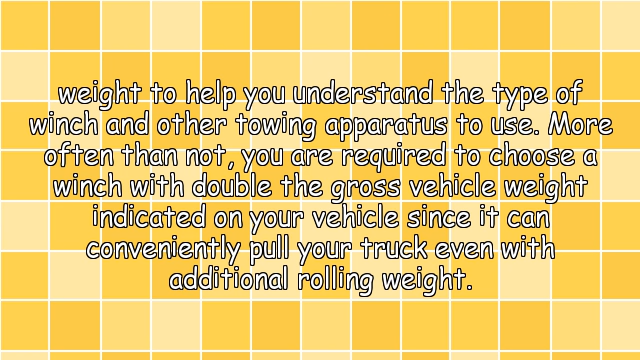 weight to help you understand the type of
winch and other towing apparatus to use. More
often than not, you are required to choose a
winch with double the gross vehicle weight
indicated on your vehicle since it can
conveniently pull your truck even with
additional rolling weight.